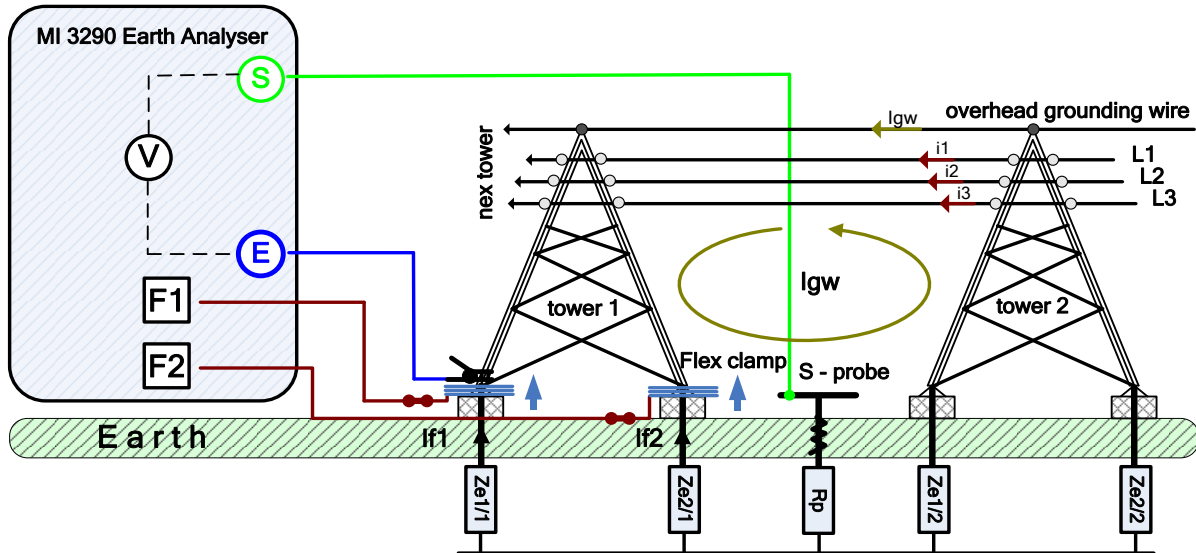 MI 3290 Earth Analyser
S
V
E
F1
F2
overhead grounding wire
Igw
i1
L1
i2
L2
i3
L3
nex tower
Igw
tower 1
tower 2
Flex clamp
S - probe
Earth
If1
If2
Ze1/1
Ze2/1
Rp
Ze1/2
Ze2/2